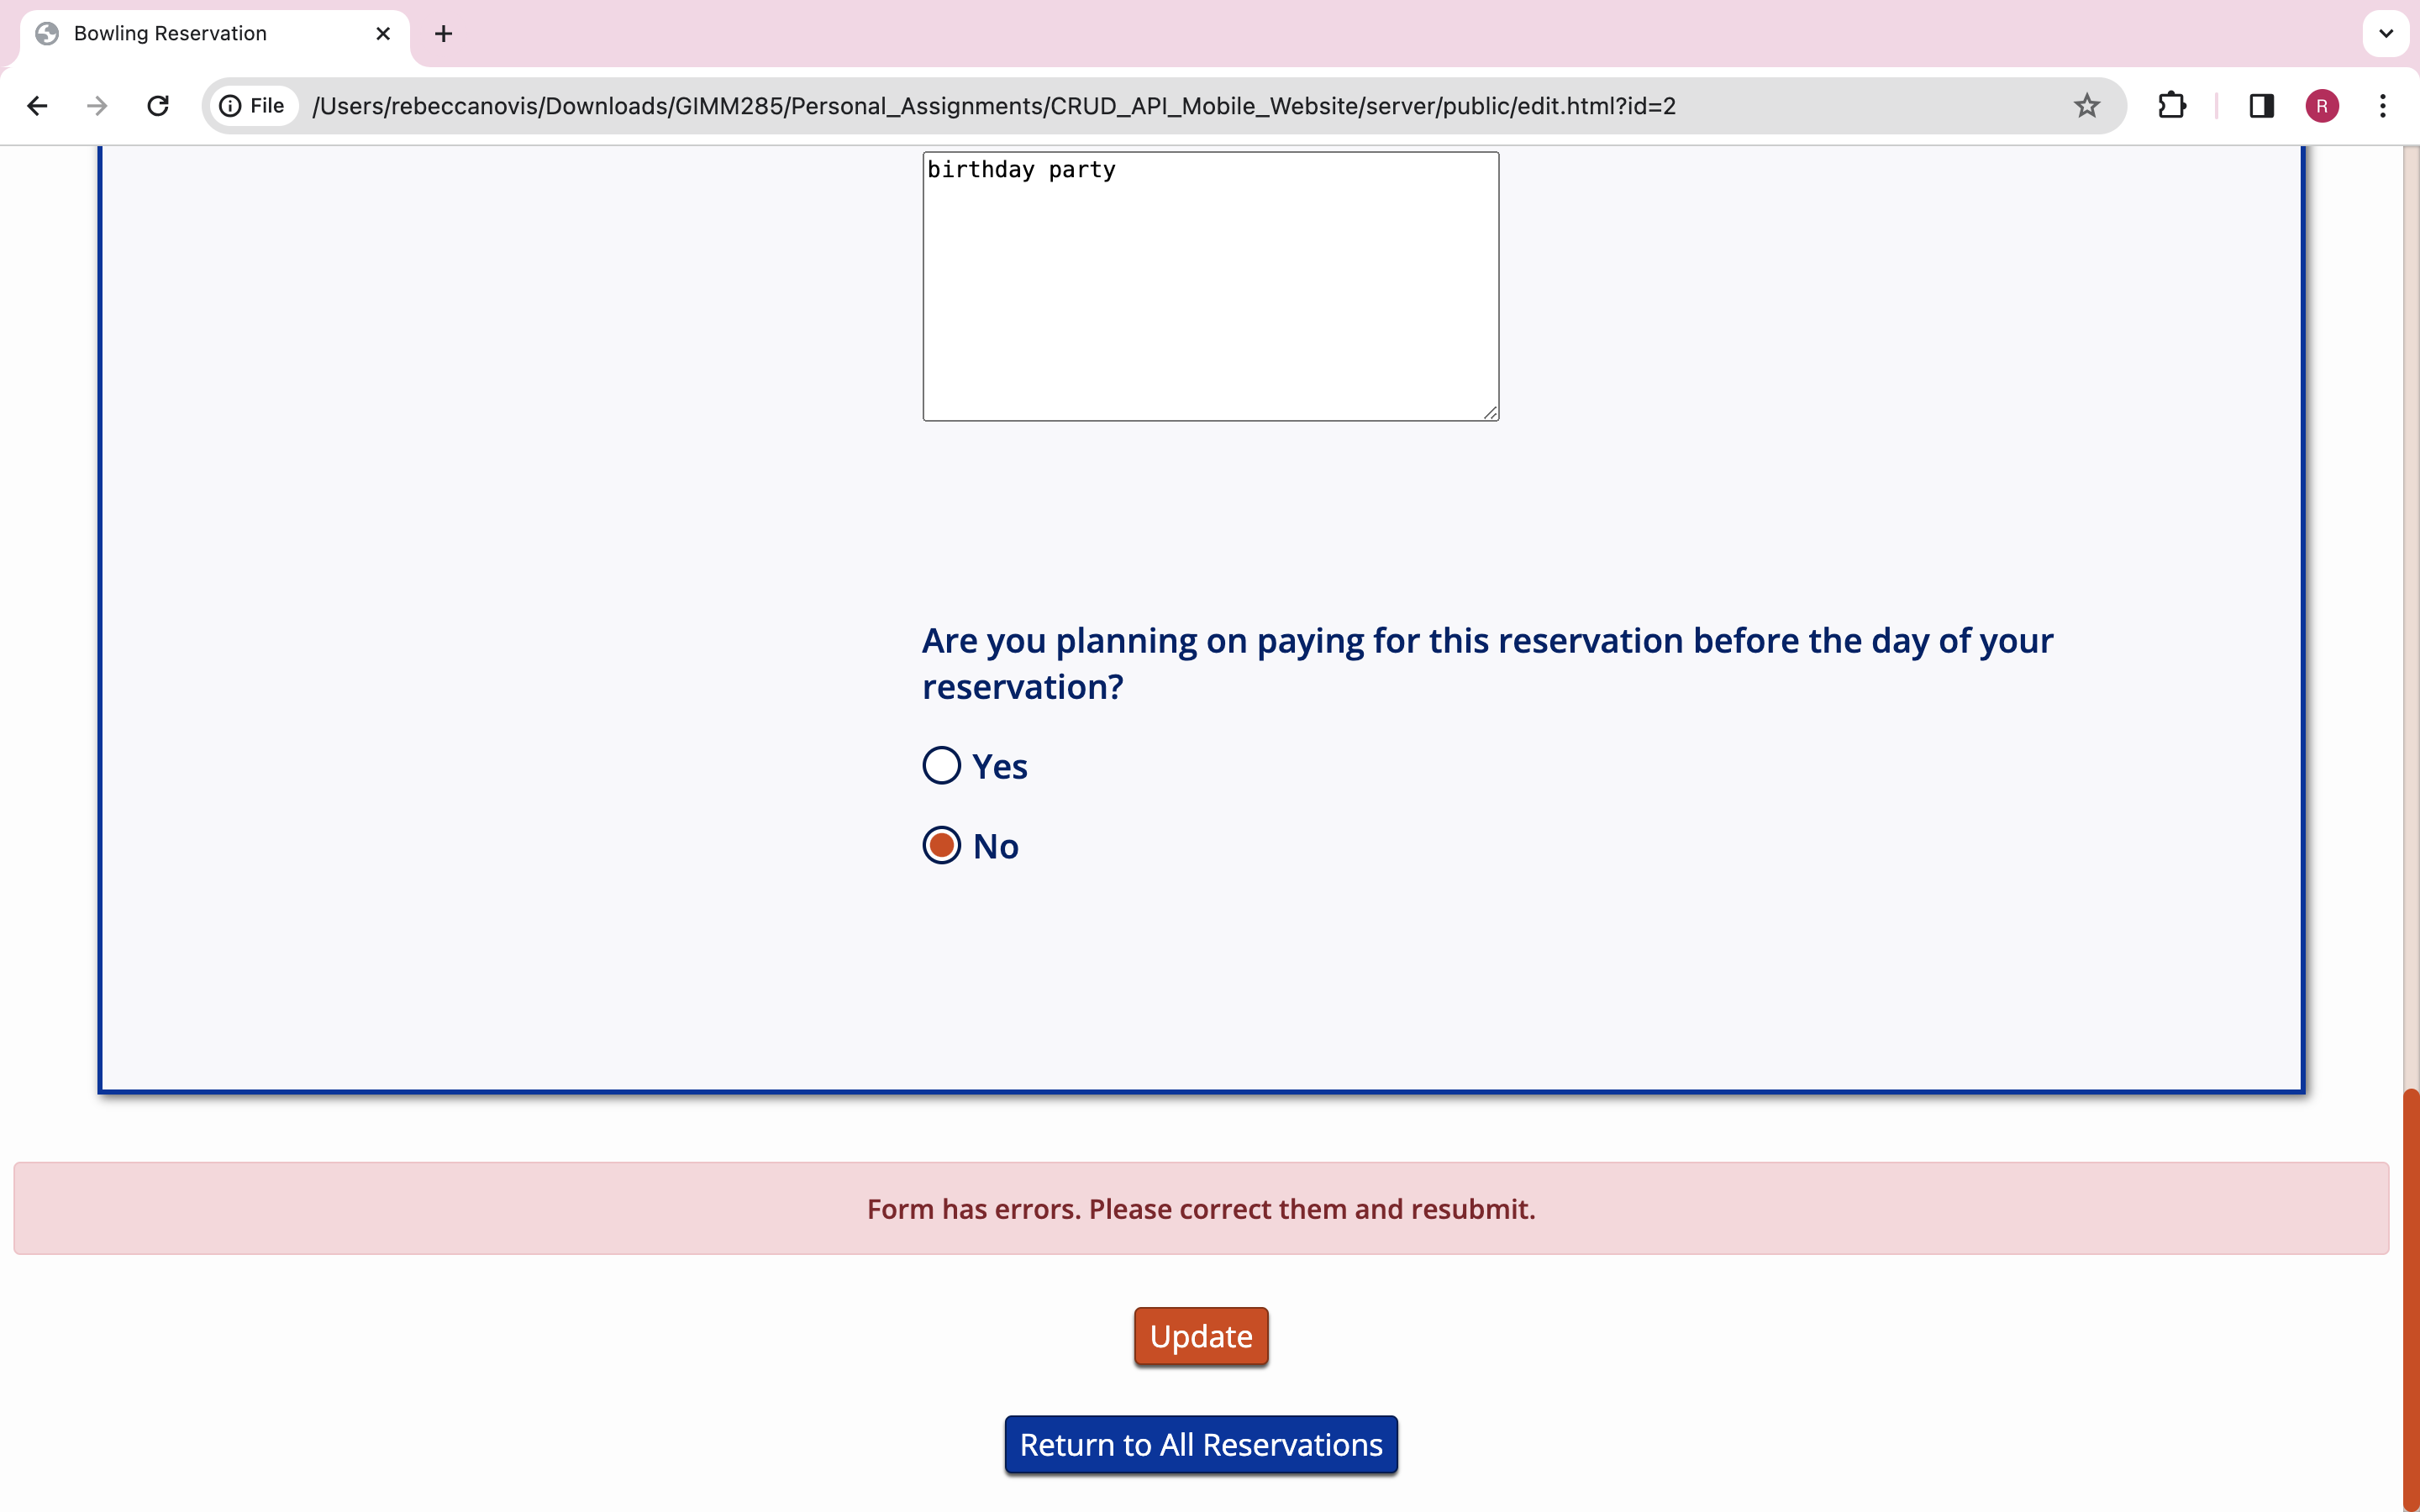 Bowling Reservation
File
/Users/rebeccanovis/Downloads/GIMM285/Personal_Assignments/CRUD_API_Mobile_Website/server/public/edit.html?id=2
R
birthday party
Are you planning on paying for this reservation before the day of your
reservation?
Yes
No
Form has errors. Please correct them and resubmit.
Update
Return to All Reservations